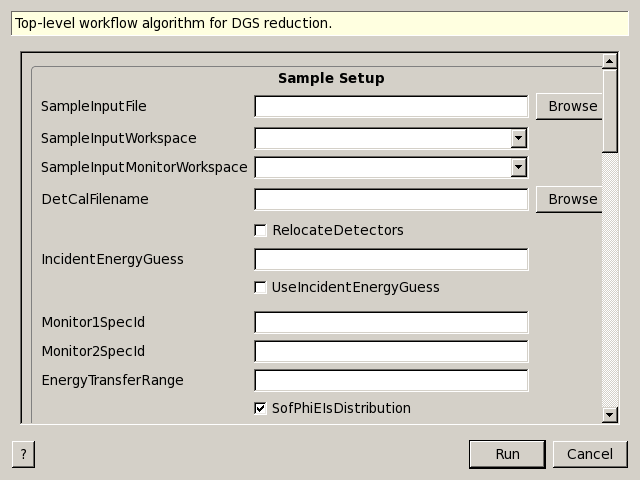 Top-level workflow algorithm for DGS reduction.
Sample Setup
SampleInputFile
Browse
SampleInputWorkspace
SampleInputMonitorWorkspace
DetCalFilename
Browse
RelocateDetectors
IncidentEnergyGuess
UseIncidentEnergyGuess
Monitor1SpecId
Monitor2SpecId
EnergyTransferRange
SofPhiEIsDistribution
?
Run
Cancel